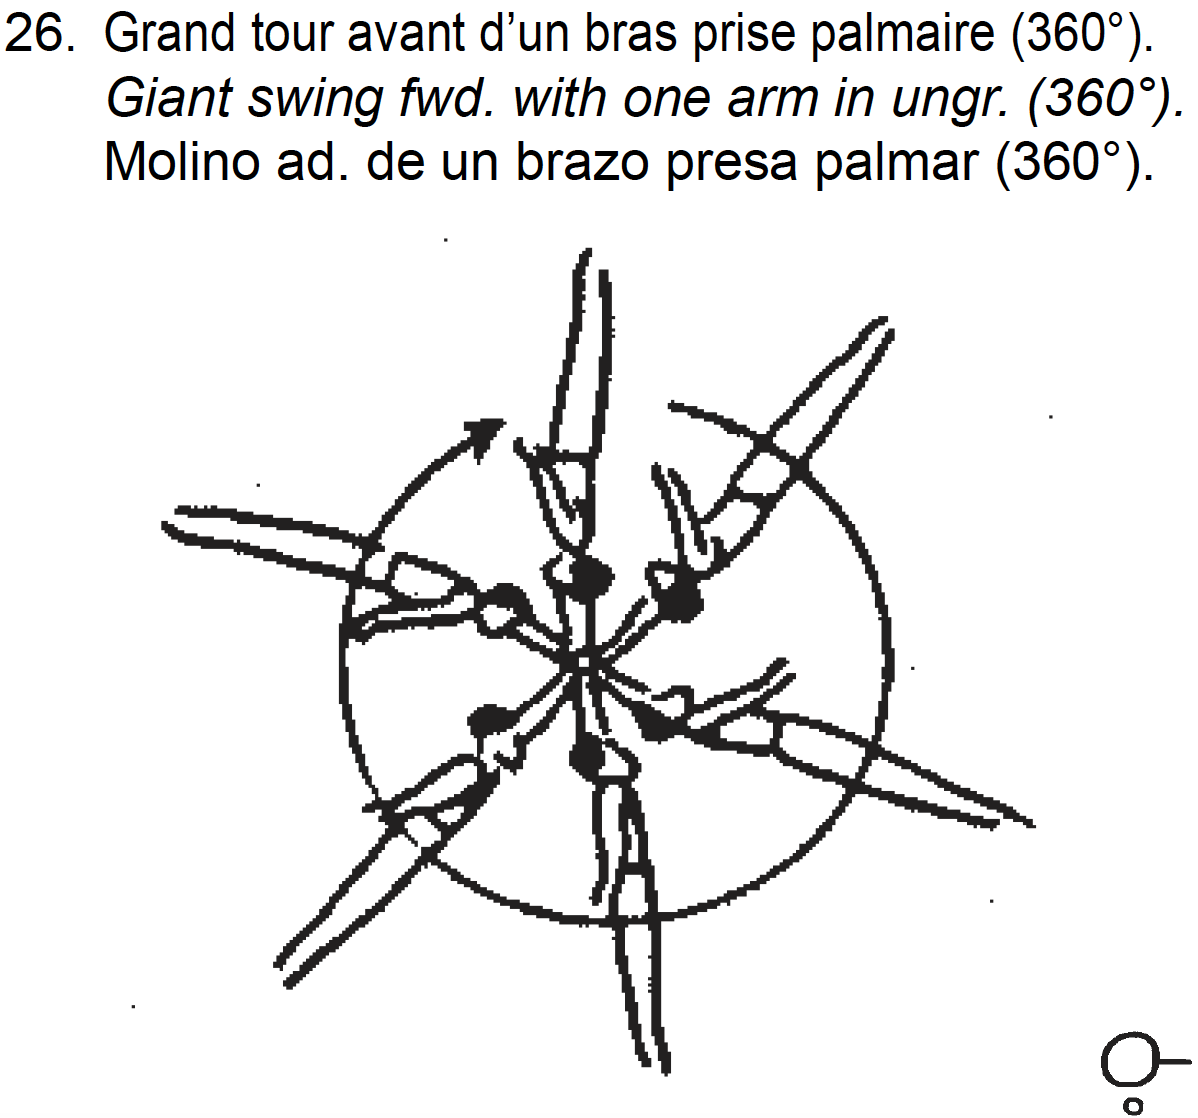 26. Grand tour avant d’un bras prise palmaire (360°).
Giant swing fwd. with one arm in ungr. (360°).
Molino ad. de un brazo presa palmar (360°).